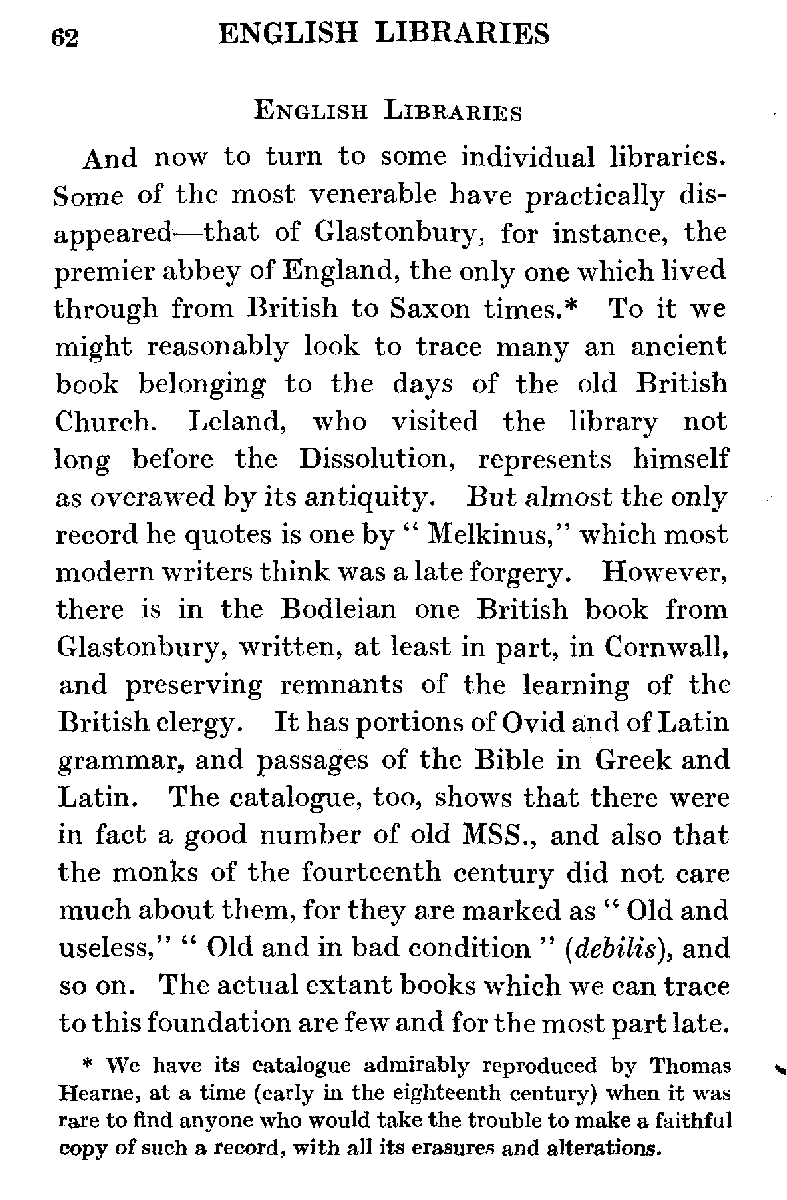 62 ENGLISH LIBRARIES
ENGLISH LIBRARIES
And now to turn to some individual libraries.
Some of the most venerable have practically dis-
appeared—that of Glastonbury, for instance, the
premier abbey of England, the only one which lived
through from British to Saxon times.* To it we
might reasonably look to trace many an ancient
book belonging to the days of the old British
Church. Leland, who visited the library not
long before the Dissolution, represents himself
as overawed by its antiquity. But almost the only
record he quotes is one by “ Melkinus,” which most
modern writers think was a late forgery. However,
there is in the Bodleian one British book from
Glastonbury, written, at least in part, in Cornwall,
and preserving remnants of the learning of the
British clergy. It has portions of Ovid and of Latin
grammar, and passages of the Bible in Greek and
Latin. The catalogue, too, shows that there were
in fact a good number of old MSS., and also that
the monks of the fourteenth century did not care
much about them, for they are marked as “ Old and
useless,” “ Old and in bad condition ” (debilis), and
so on. The actual extant books which we can trace
to this foundation are few and for the most part late.
* We have its catalogue admirably reproduced by Thomas
Hearne, at a time (early in the eighteenth century) when it was
rare to find anyone who would take the trouble to make a faithful
copy of such a record, with all its erasures and alterations.